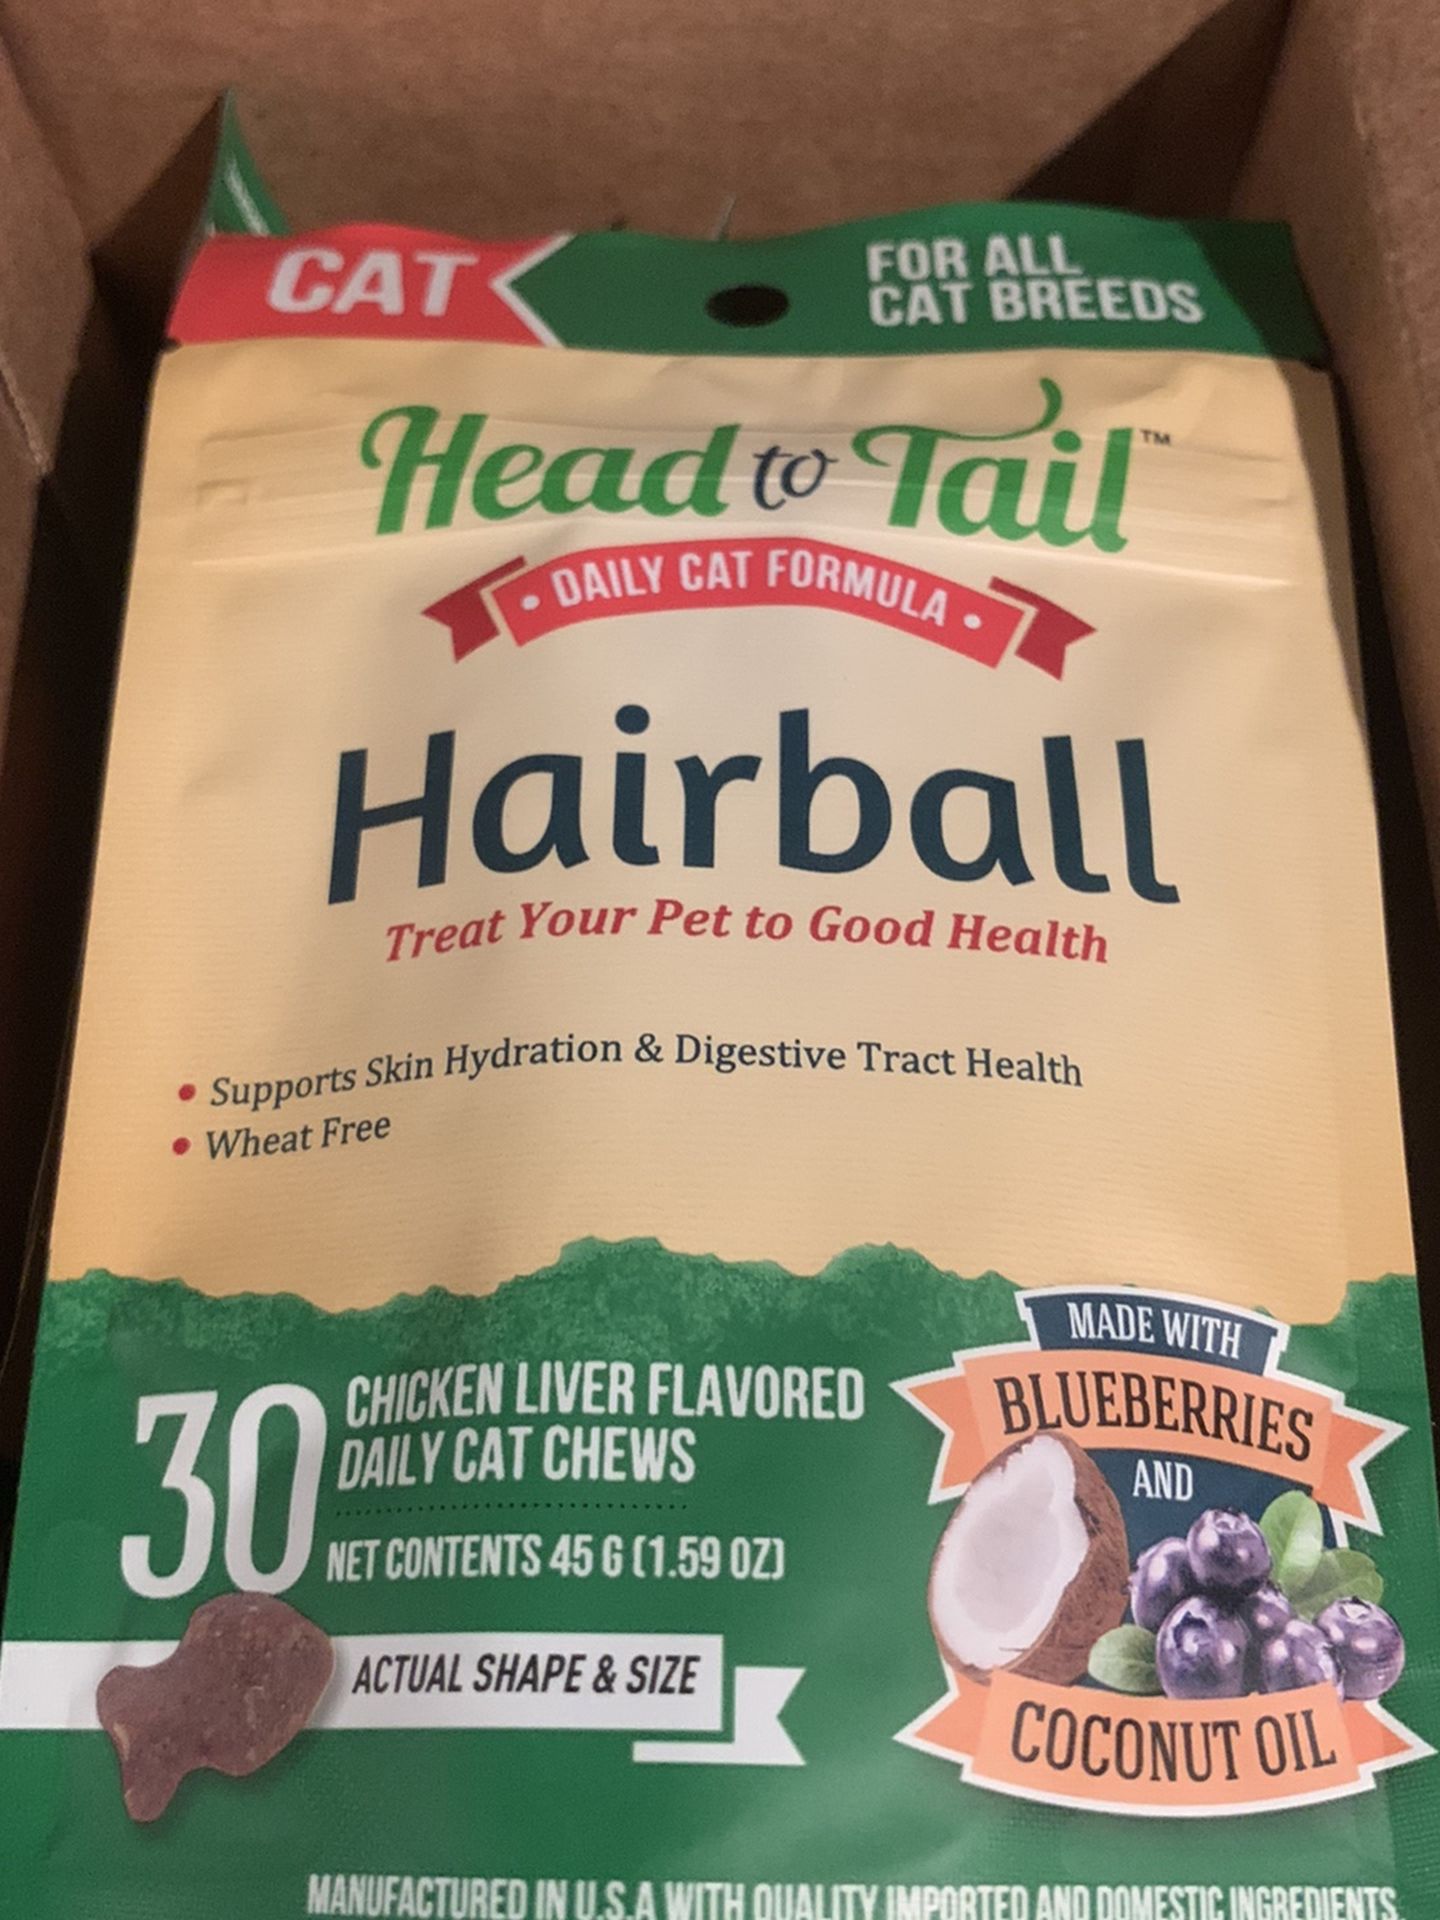 CAT
FOR ALL
CAT BREEDS
Head to Tail™
• DAILY CAT FORMULA •
Hairball
Treat Your Pet to Good Health
• Supports Skin Hydration & Digestive Tract Health
• Wheat Free
30
CHICKEN LIVER FLAVORED
DAILY CAT CHEWS
NET CONTENTS 45 G (1.59 OZ)
ACTUAL SHAPE & SIZE
MADE WITH
BLUEBERRIES
AND
COCONUT OIL
MANUFACTURED IN U.S.A WITH QUALITY IMPORTED AND DOMESTIC INGREDIENTS.